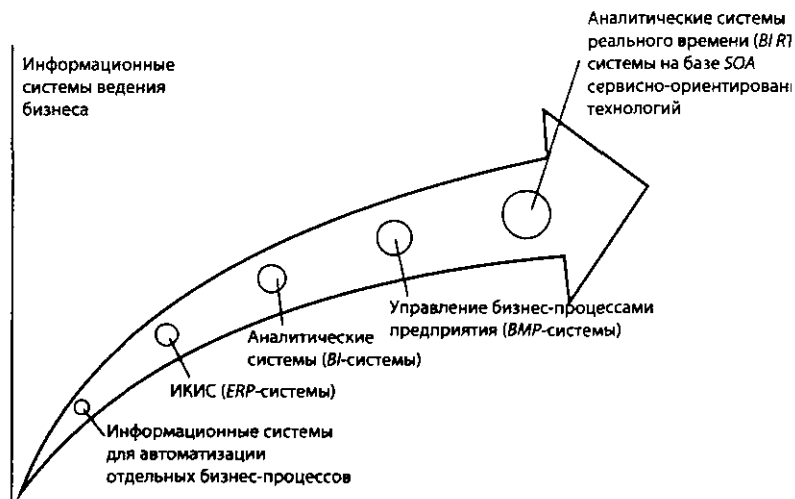 Информационные
системы ведения
бизнеса
Аналитические системы
реального времени (BI RT
системы на базе SOA
сервисно-ориентирован
технологий
Управление бизнес-процессами
предприятия (BMP-системы)
Аналитические
системы (BI-системы)
ИКИС (ERP-системы)
Информационные системы
для автоматизации
отдельных бизнес-процессов